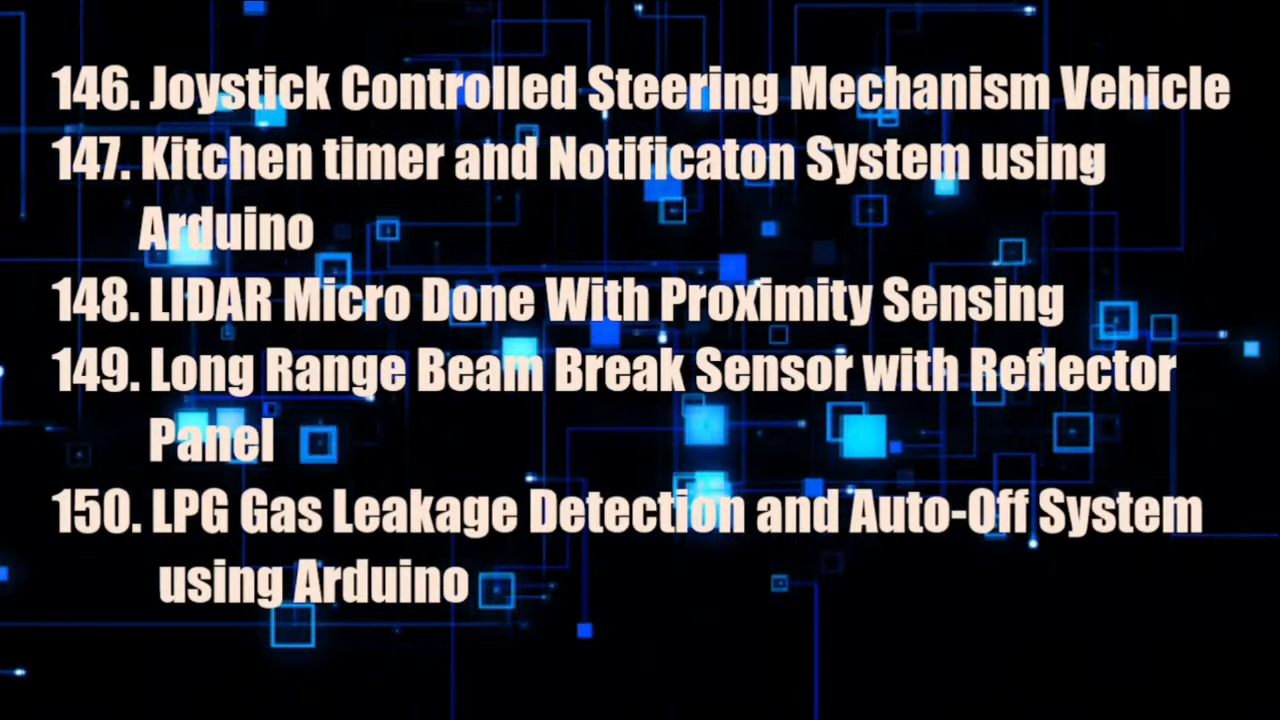 146. Joystick Controlled Steering Mechanism Vehicle
147. Kitchen timer and Notificaton System using
Arduino
148. LIDAR Micro Done With Proximity Sensing
149. Long Range Beam Break Sensor with Reflector
Panel
150. LPG Gas Leakage Detection and Auto-Off System
using Arduino